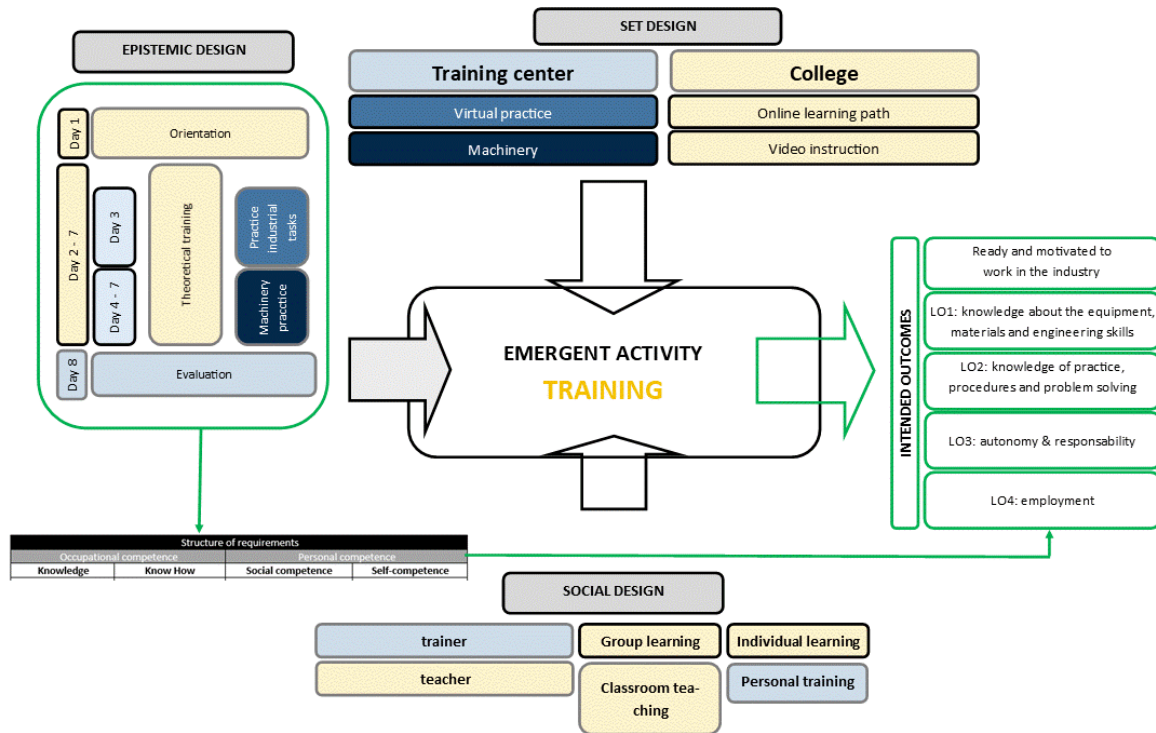 SET DESIGN
EPISTEMIC DESIGN
Training center
College
Virtual practice
Online learning path
Machinery
Video instruction
Day 1
Orientation
Day 2 - 7
Day 3
Day 4 - 7
Theoretical training
Practice
industrial
tasks
Machinery
pracctice
Day 8
Evaluation
EMERGENT ACTIVITY
TRAINING
INTENDED OUTCOMES
Ready and motivated to
work in the industry
LO1: knowledge about the equipment,
materials and engineering skills
LO2: knowledge of practice,
procedures and problem solving
LO3: autonomy & responsability
LO4: employment
Structure of requirements
Occupational competence
Personal competence
Knowledge
Know How
Social competence
Self-competence
SOCIAL DESIGN
trainer
Group learning
Individual learning
teacher
Classroom tea-
ching
Personal training